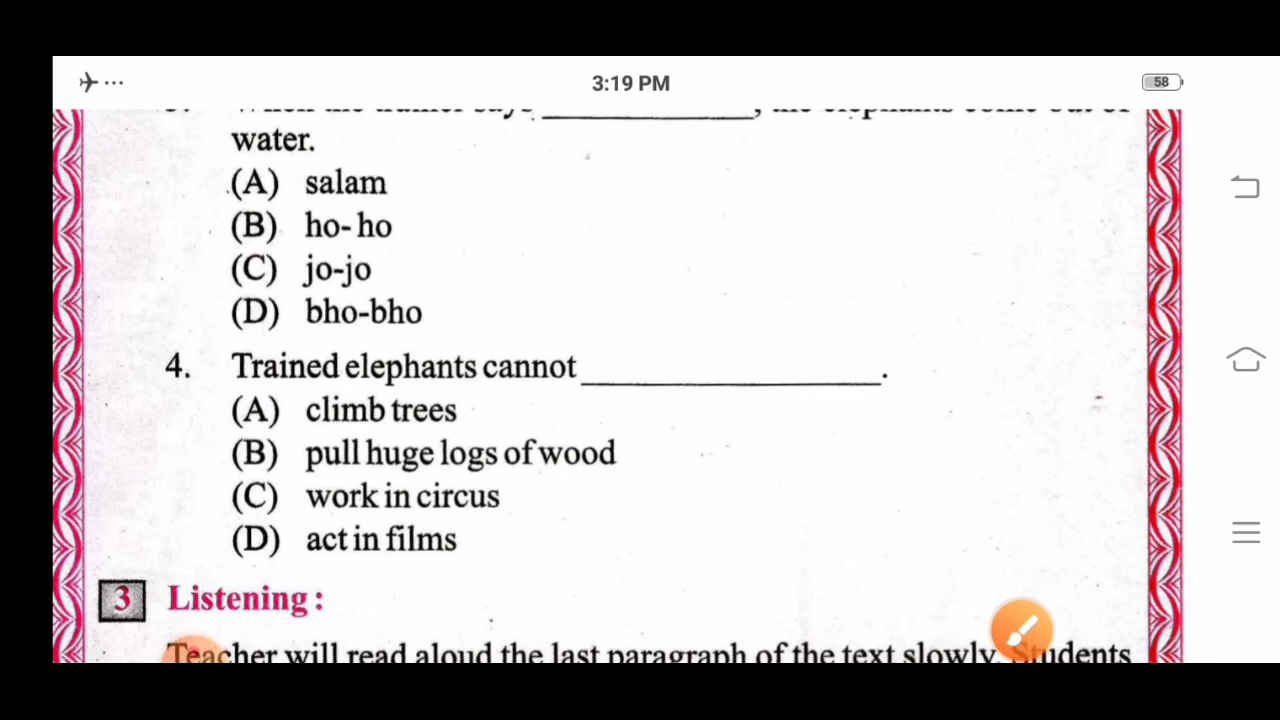 3:19 PM
58
water.
(A) salam
(B) ho- ho
(C) jo-jo
(D) bho-bho
4. Trained elephants cannot ____________.
(A) climb trees
(B) pull huge logs of wood
(C) work in circus
(D) act in films
3 Listening :
Teacher will read aloud the last paragraph of the text slowly. Students